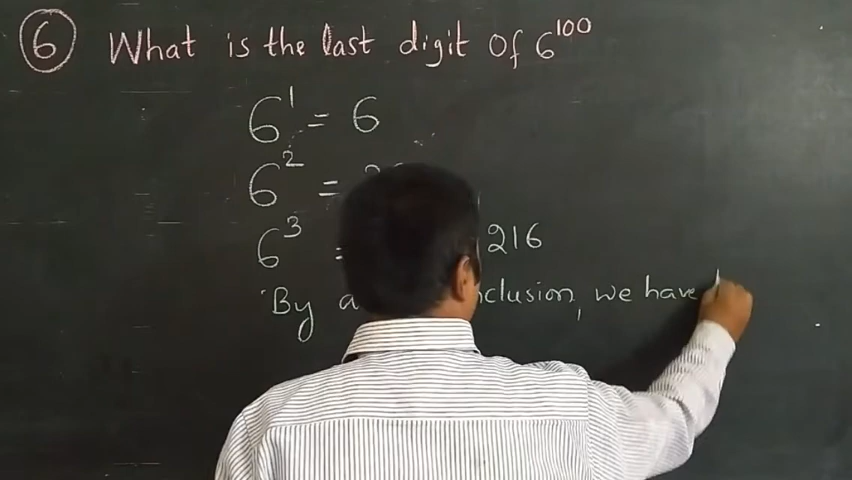 6 What is the last digit of 6^100
6^1 = 6
6^2 =
6^3 = 216
By we have